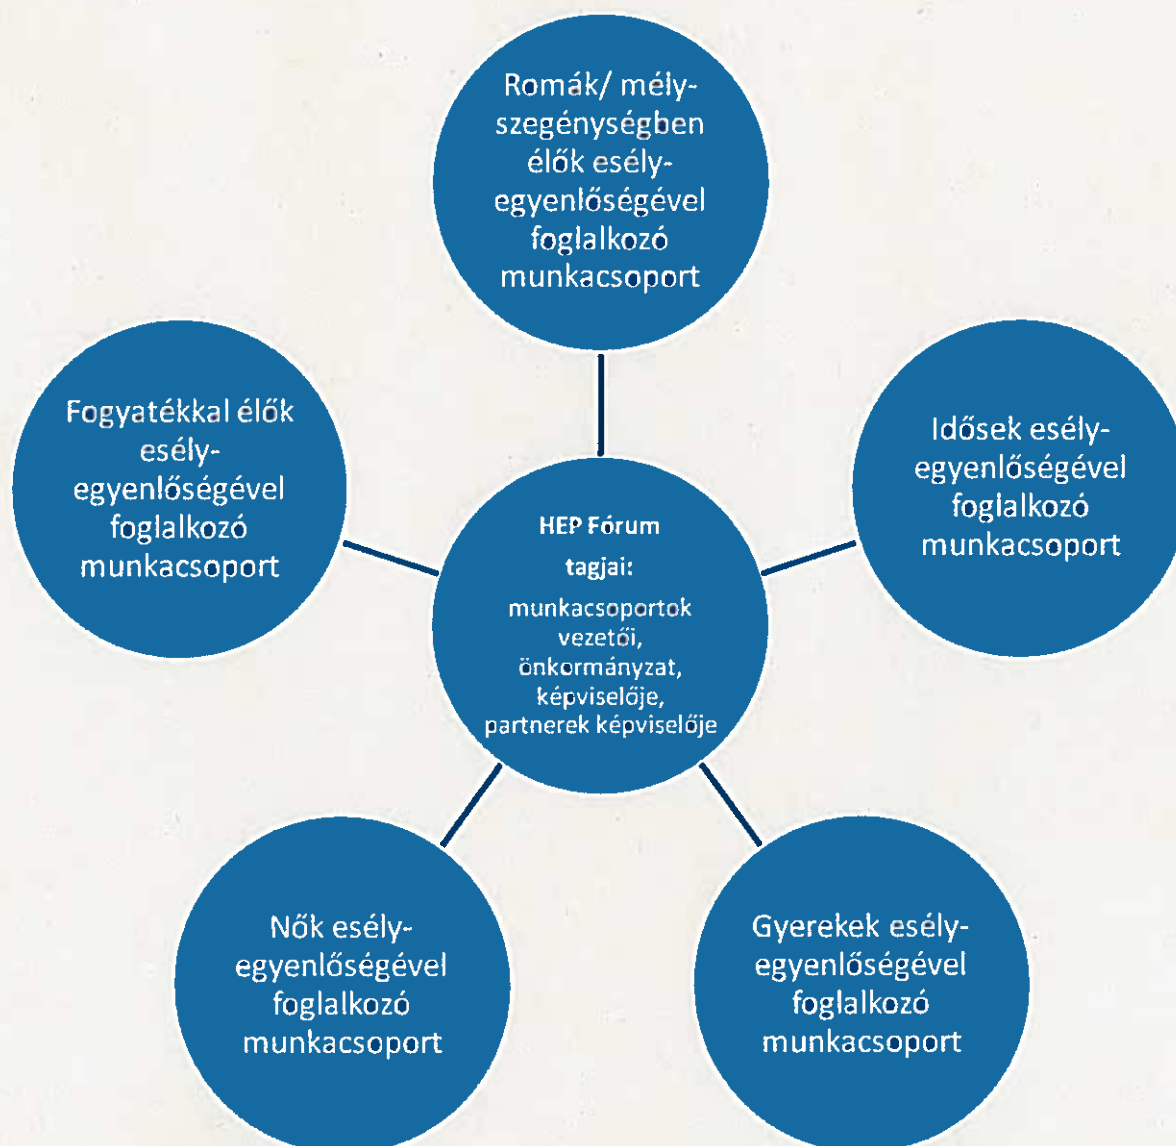 Romák/ mély-
szegénységben
élők esély-
egyenlőségével
foglalkozó
munkacsoport
Fogyatékkal élők
esély-
egyenlőségével
foglalkozó
munkacsoport
Idősek esély-
egyenlőségével
foglalkozó
munkacsoport
HEP Fórum
tagjai:
munkacsoportok
vezetői,
önkormányzat,
képviselője,
partnerek képviselője
Nők esély-
egyenlőségével
foglalkozó
munkacsoport
Gyerekek esély-
egyenlőségével
foglalkozó
munkacsoport